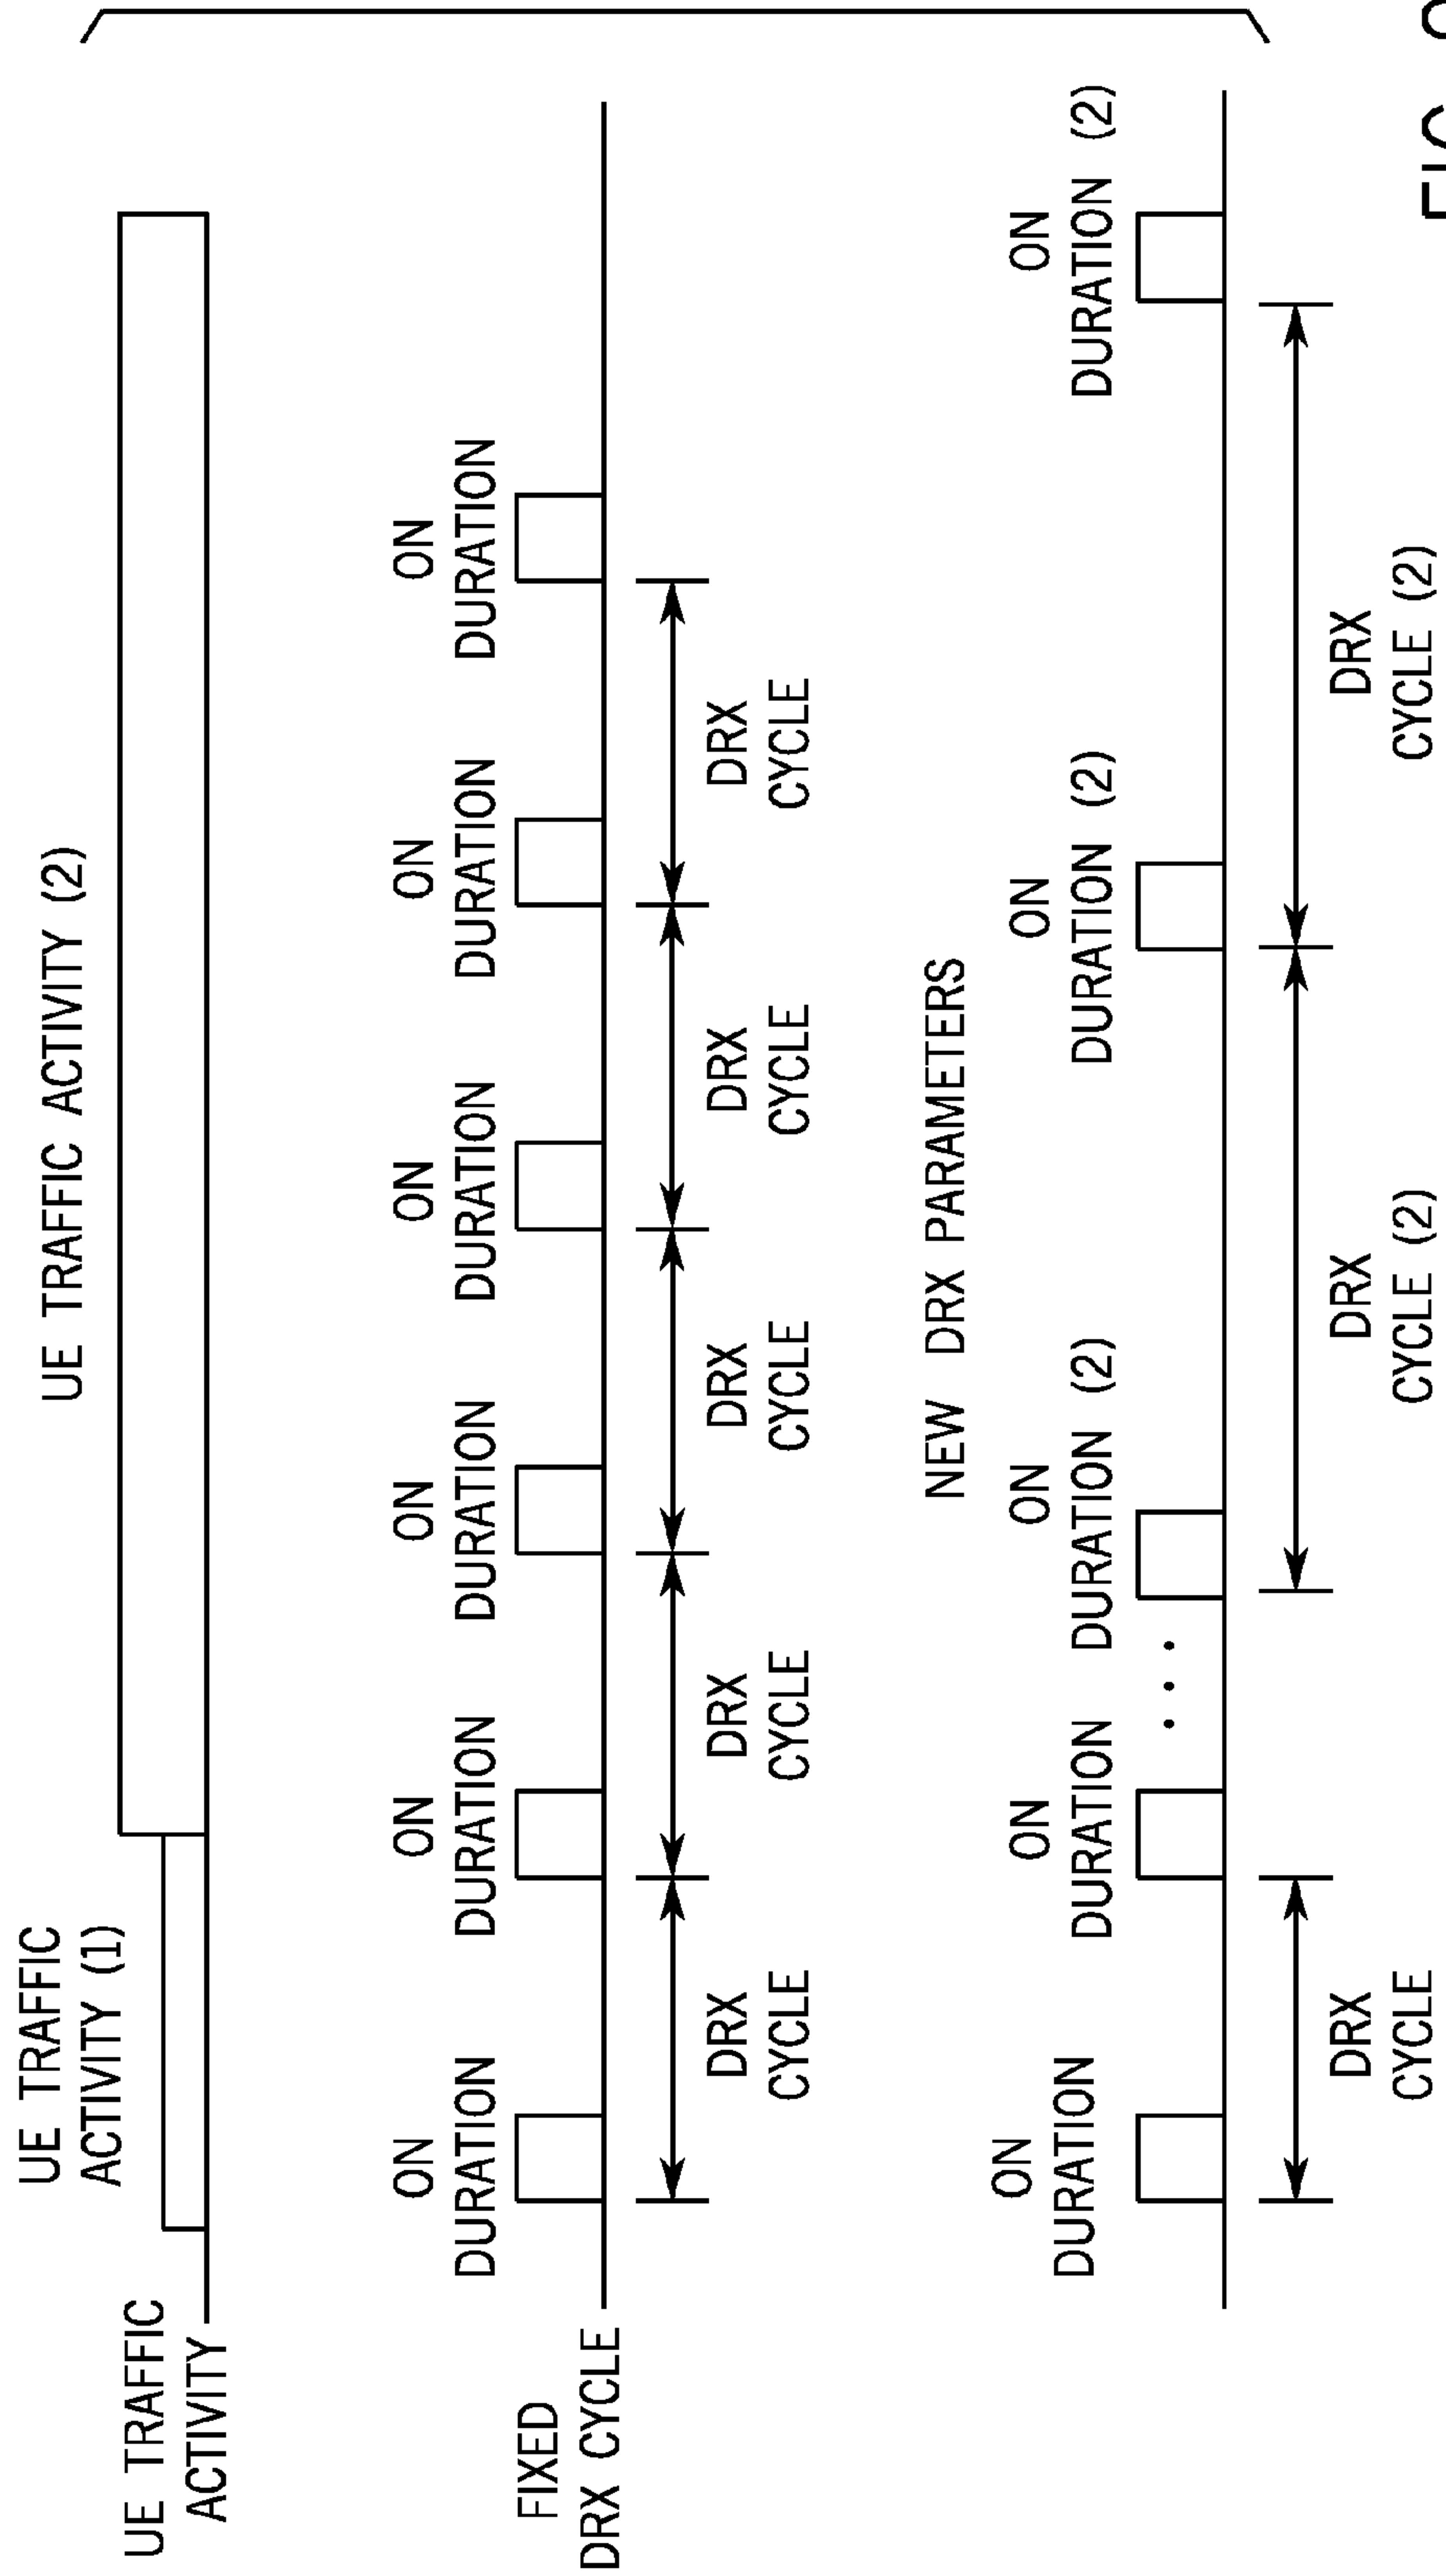 UE TRAFFIC
ACTIVITY
UE TRAFFIC
ACTIVITY (1)
UE TRAFFIC ACTIVITY (2)
FIXED
DRX CYCLE
ON
DURATION
ON
DURATION
ON
DURATION
ON
DURATION
ON
DURATION
ON
DURATION
DRX
CYCLE
DRX
CYCLE
DRX
CYCLE
DRX
CYCLE
DRX
CYCLE
NEW DRX PARAMETERS
ON
DURATION
ON
DURATION
...
ON
DURATION (2)
ON
DURATION (2)
ON
DURATION (2)
DRX
CYCLE
DRX
CYCLE (2)
DRX
CYCLE (2)